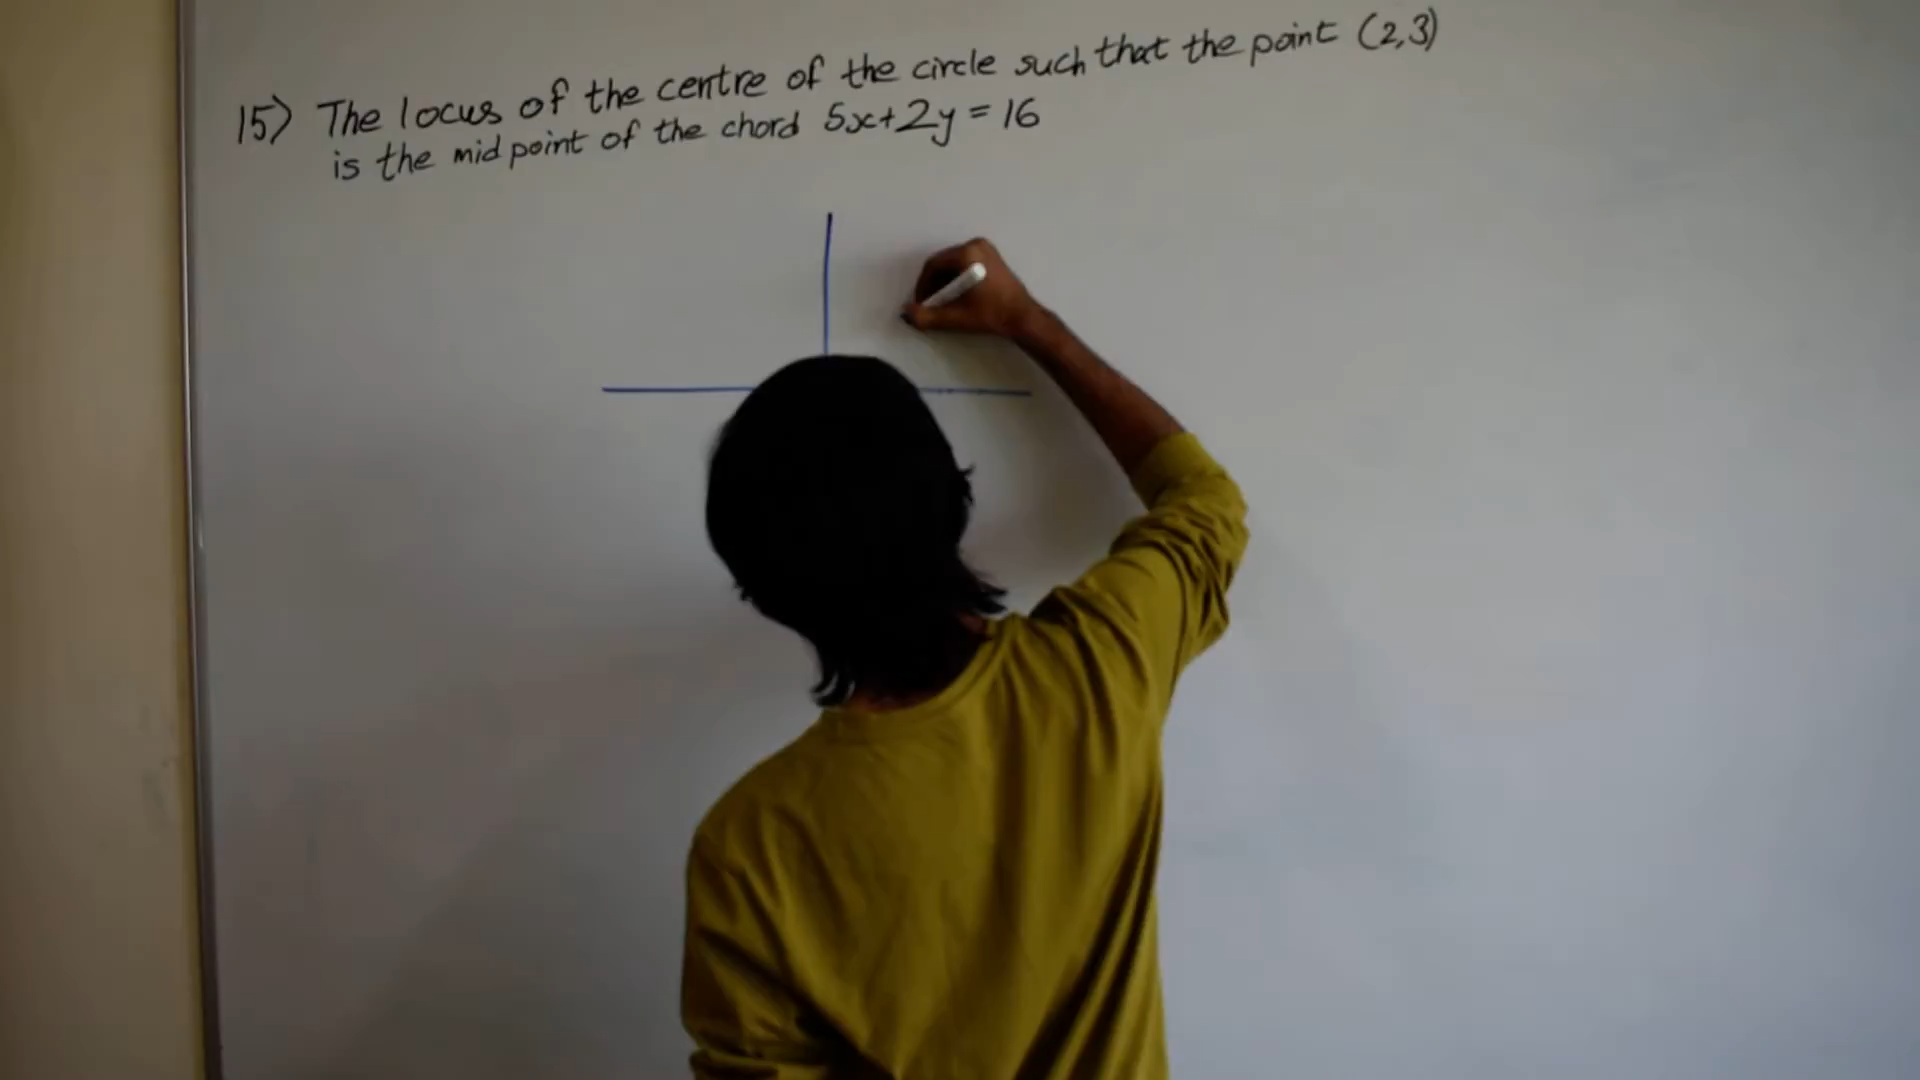 15) The locus of the centre of the circle such that the point (2,3)
is the mid point of the chord 5x+2y = 16